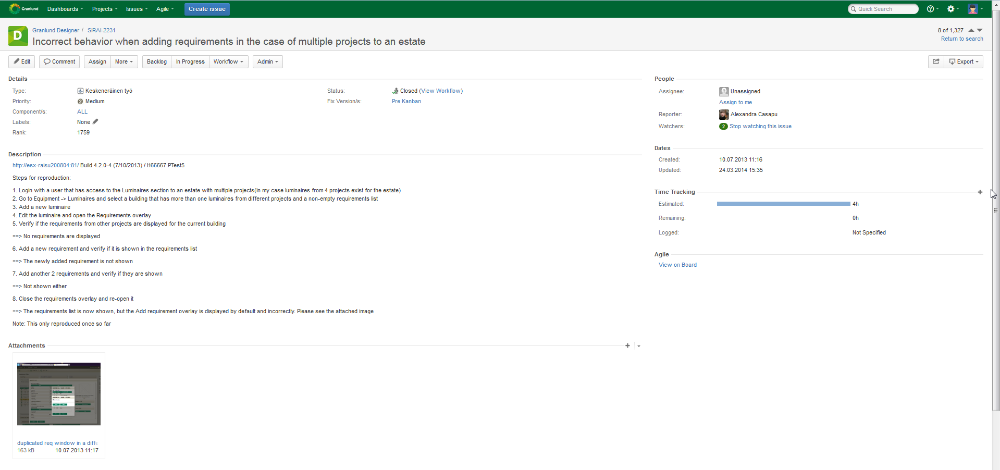 Granlund Dashboards Projects Issues Agile Create issue Quick Search
D
Granlund Designer / SIRAI-2231
Incorrect behavior when adding requirements in the case of multiple projects to an estate
8 of 1,327
Return to search
Edit Comment Assign More Backlog In Progress Workflow Admin Export
Details
Type: Keskeneräinen työ
Priority: 2 Medium
Component/s: ALL
Labels: None
Rank: 1759
Status: Closed (View Workflow)
Fix Version/s: Pre Kanban
Description
http://esx-raisu200804:81/ Build 4.2.0-4 (7/10/2013) / H66667.PTest5
Steps for reproduction:
1. Login with a user that has access to the Luminaires section to an estate with multiple projects(in my case luminaires from 4 projects exist for the estate)
2. Go to Equipment -> Luminaires and select a building that has more than one luminaires from different projects and a non-empty requirements list
3. Add a new luminaire
4. Edit the luminaire and open the Requirements overlay
5. Verify if the requirements from other projects are displayed for the current building
==> No requirements are displayed
6. Add a new requirement and verify if it is shown in the requirements list
==> The newly added requirement is not shown
7. Add another 2 requirements and verify if they are shown
==> Not shown either
8. Close the requirements overlay and re-open it
==> The requirements list is now shown, but the Add requirement overlay is displayed by default and incorrectly. Please see the attached image
Note: This only reproduced once so far
Attachments
duplicated req window in a diffe
163 kB 10.07.2013 11:17
People
Assignee: Unassigned
Assign to me
Reporter: Alexandra Casapu
Watchers: 2 Stop watching this issue
Dates
Created: 10.07.2013 11:16
Updated: 24.03.2014 15:35
Time Tracking
Estimated: 4h
Remaining: 0h
Logged: Not Specified
Agile
View on Board